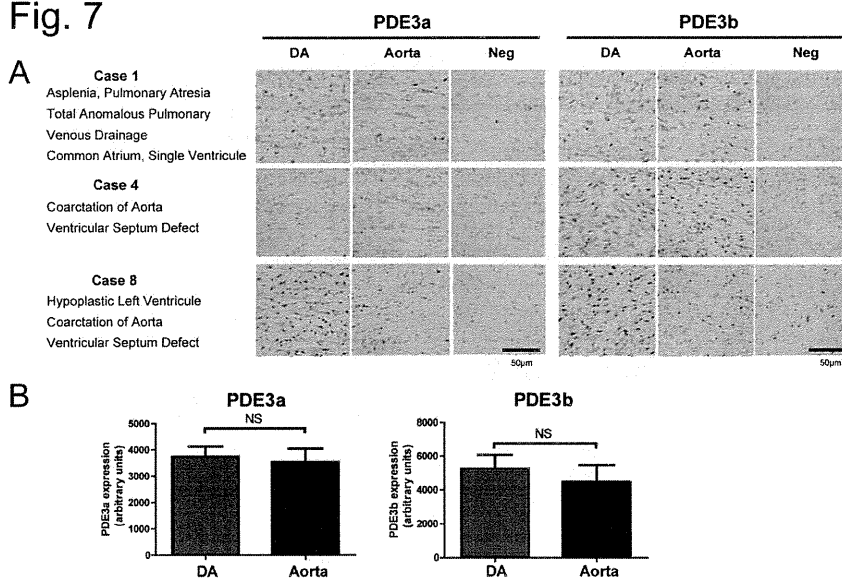 Fig. 7
PDE3a PDE3b
DA Aorta Neg DA Aorta Neg
A
Case 1
Asplenia, Pulmonary Atresia
Total Anomalous Pulmonary
Venous Drainage
Common Atrium, Single Ventricule
Case 4
Coarctation of Aorta
Ventricular Septum Defect
Case 8
Hypoplastic Left Ventricule
Coarctation of Aorta
Ventricular Septum Defect
50µm 50µm
B
PDE3a
PDE3a expression
(arbitrary units)
5000
4000
3000
2000
1000
0
NS
DA Aorta
PDE3b
PDE3b expression
(arbitrary units)
8000
6000
4000
2000
0
NS
DA Aorta